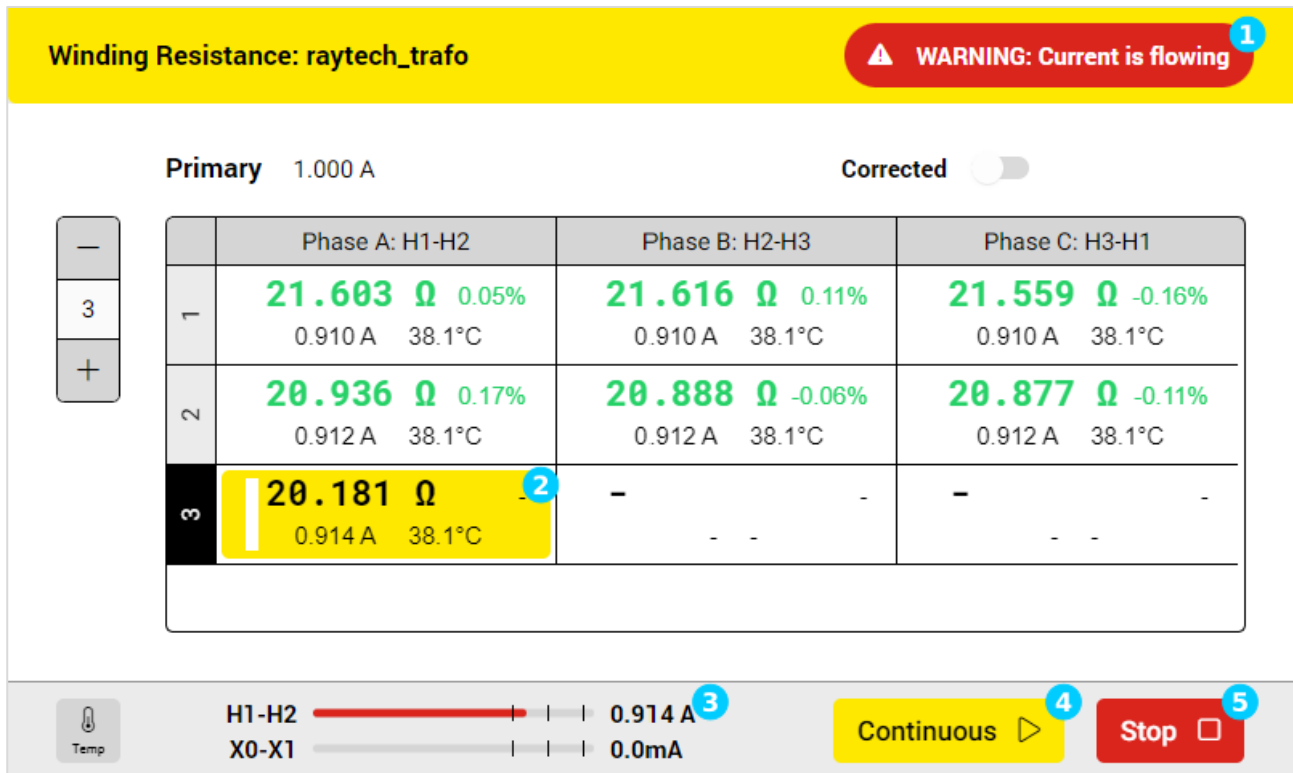 Winding Resistance: raytech_trafo
WARNING: Current is flowing 1
Primary 1.000 A Corrected
Phase A: H1-H2 Phase B: H2-H3 Phase C: H3-H1
—
3
+
1 21.603 Ω 0.05% 21.616 Ω 0.11% 21.559 Ω -0.16%
0.910 A 38.1°C 0.910 A 38.1°C 0.910 A 38.1°C
2 20.936 Ω 0.17% 20.888 Ω -0.06% 20.877 Ω -0.11%
0.912 A 38.1°C 0.912 A 38.1°C 0.912 A 38.1°C
3 20.181 Ω - 2 - - - -
0.914 A 38.1°C - - - -
Temp
H1-H2 0.914 A 3
X0-X1 0.0mA
Continuous 4
Stop 5